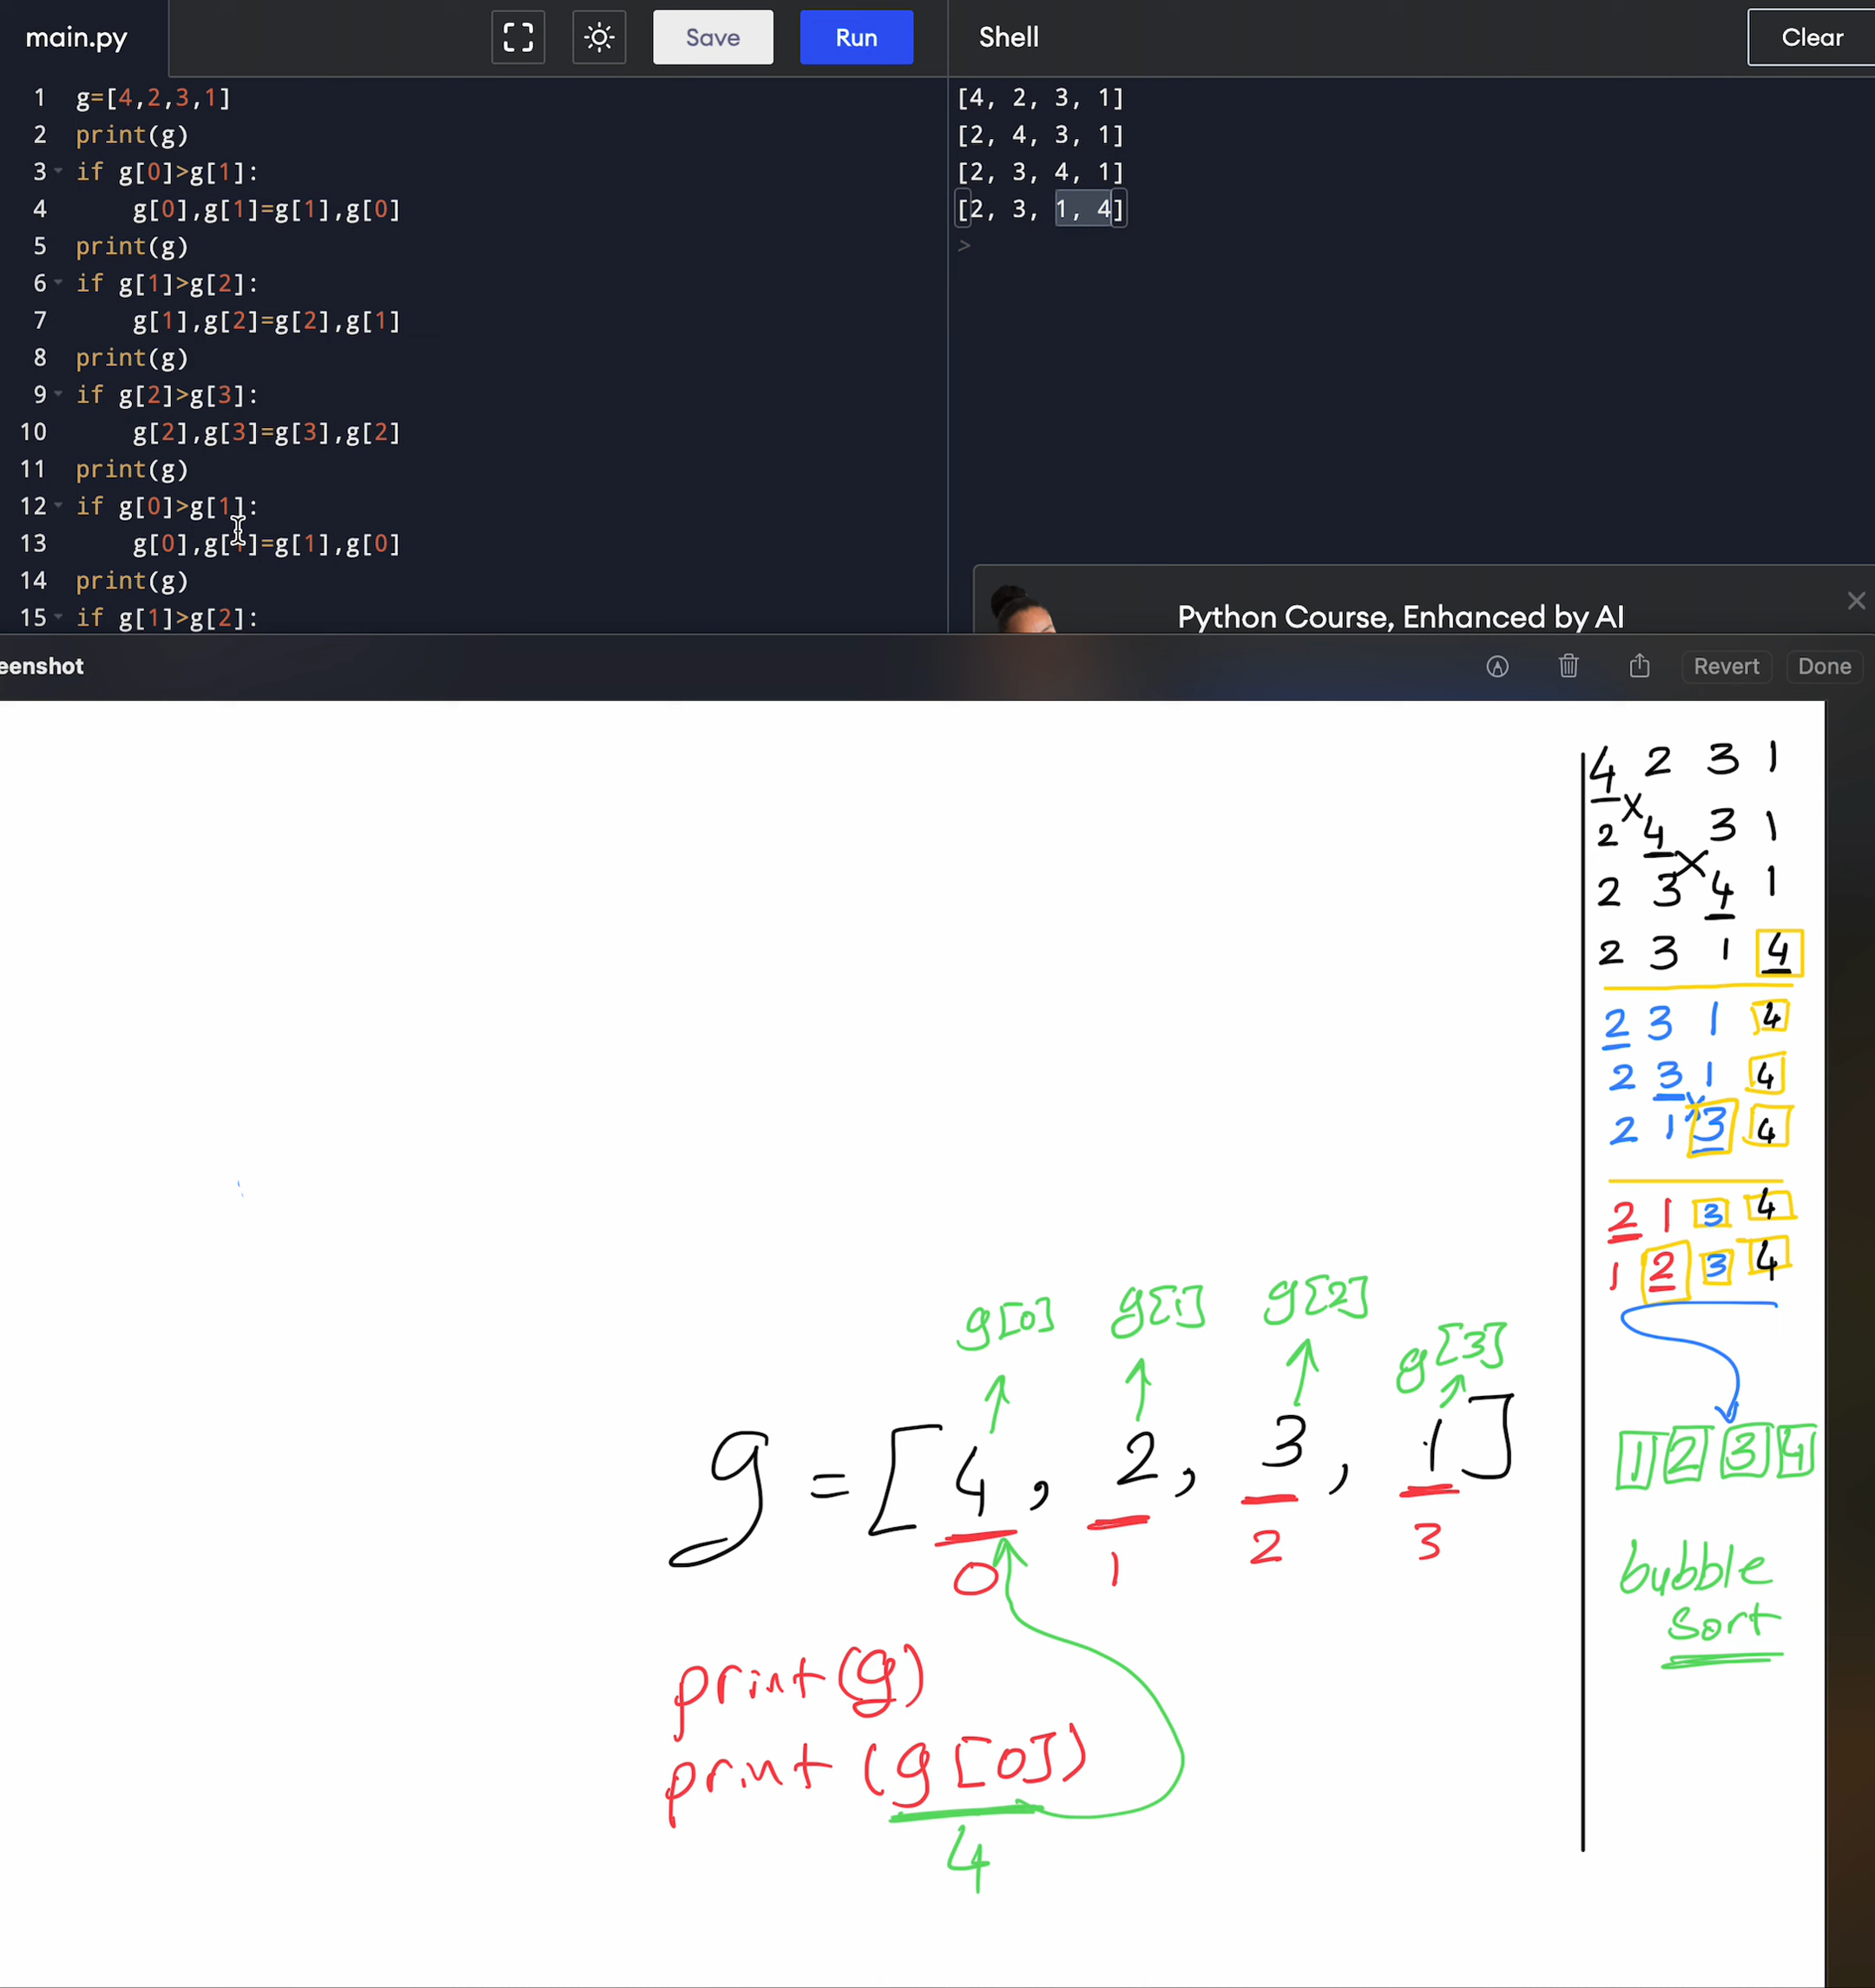 main.py
Save
Run
Shell
Clear
1 g=[4,2,3,1]
2 print(g)
3 if g[0]>g[1]:
4 g[0],g[1]=g[1],g[0]
5 print(g)
6 if g[1]>g[2]:
7 g[1],g[2]=g[2],g[1]
8 print(g)
9 if g[2]>g[3]:
10 g[2],g[3]=g[3],g[2]
11 print(g)
12 if g[0]>g[1]:
13 g[0],g[1]=g[1],g[0]
14 print(g)
15 if g[1]>g[2]:
[4, 2, 3, 1]
[2, 4, 3, 1]
[2, 3, 4, 1]
[2, 3, 1, 4]
>
Python Course, Enhanced by AI
eenshot
Revert
Done
4 2 3 1
2 4 3 1
2 3 4 1
2 3 1 4
2 3 1 4
2 3 1 4
2 1 3 4
2 1 3 4
1 2 3 4
1 2 3 4
bubble
sort
g[0] g[1] g[2] g[3]
g = [4, 2, 3, 1]
0 1 2 3
print(g)
print(g[0])
4